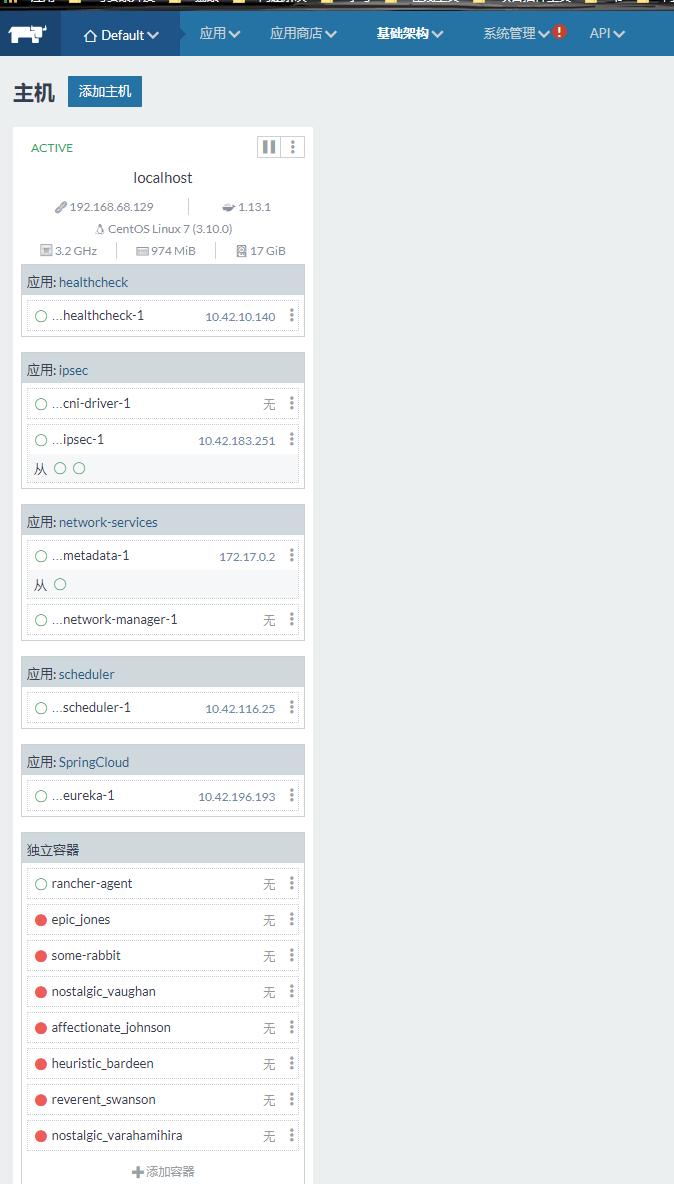 Default 应用 应用商店 基础架构 系统管理 ! API
主机 添加主机
ACTIVE
localhost
192.168.68.129 1.13.1
CentOS Linux 7 (3.10.0)
3.2 GHz 974 MiB 17 GiB
应用: healthcheck
...healthcheck-1 10.42.10.140
应用: ipsec
...cni-driver-1 无
...ipsec-1 10.42.183.251
从
应用: network-services
...metadata-1 172.17.0.2
从
...network-manager-1 无
应用: scheduler
...scheduler-1 10.42.116.25
应用: SpringCloud
...eureka-1 10.42.196.193
独立容器
rancher-agent 无
epic_jones 无
some-rabbit 无
nostalgic_vaughan 无
affectionate_johnson 无
heuristic_bardeen 无
reverent_swanson 无
nostalgic_varahamihira 无
添加容器